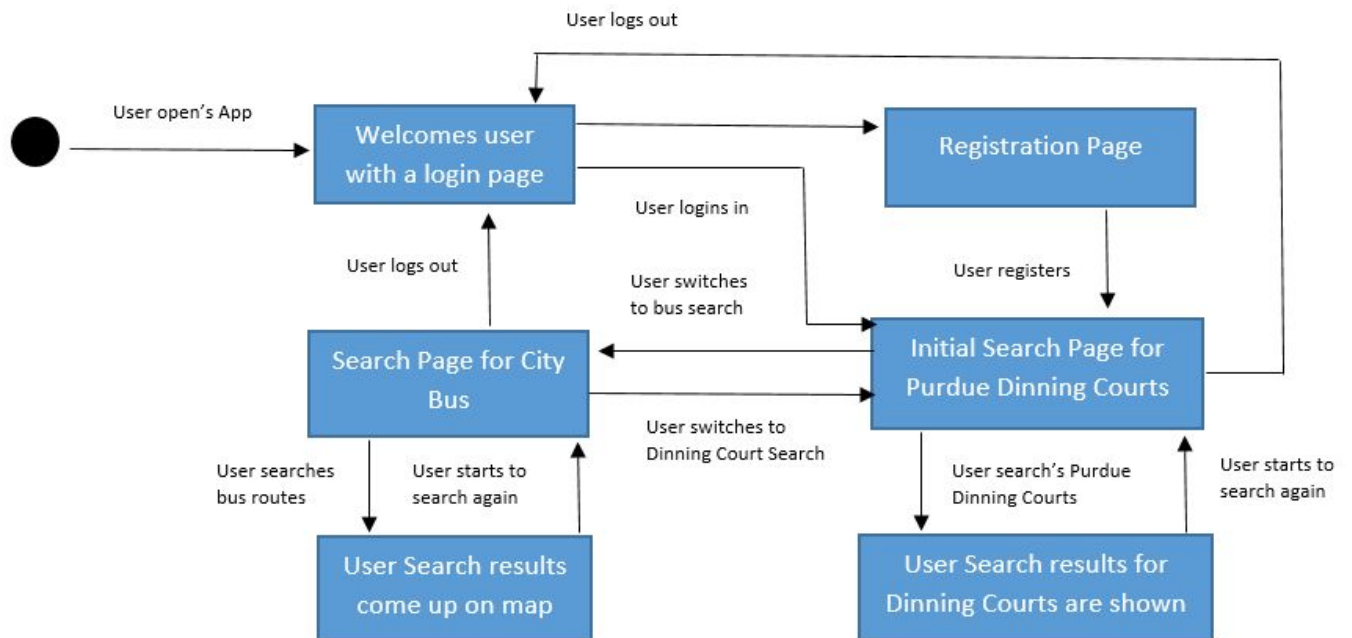 User logs out
User open's App
Welcomes user
with a login page
Registration Page
User logins in
User logs out
User registers
User switches
to bus search
Search Page for City
Bus
Initial Search Page for
Purdue Dinning Courts
User switches to
Dinning Court Search
User searches
bus routes
User starts to
search again
User search's Purdue
Dinning Courts
User starts to
search again
User Search results
come up on map
User Search results for
Dinning Courts are shown